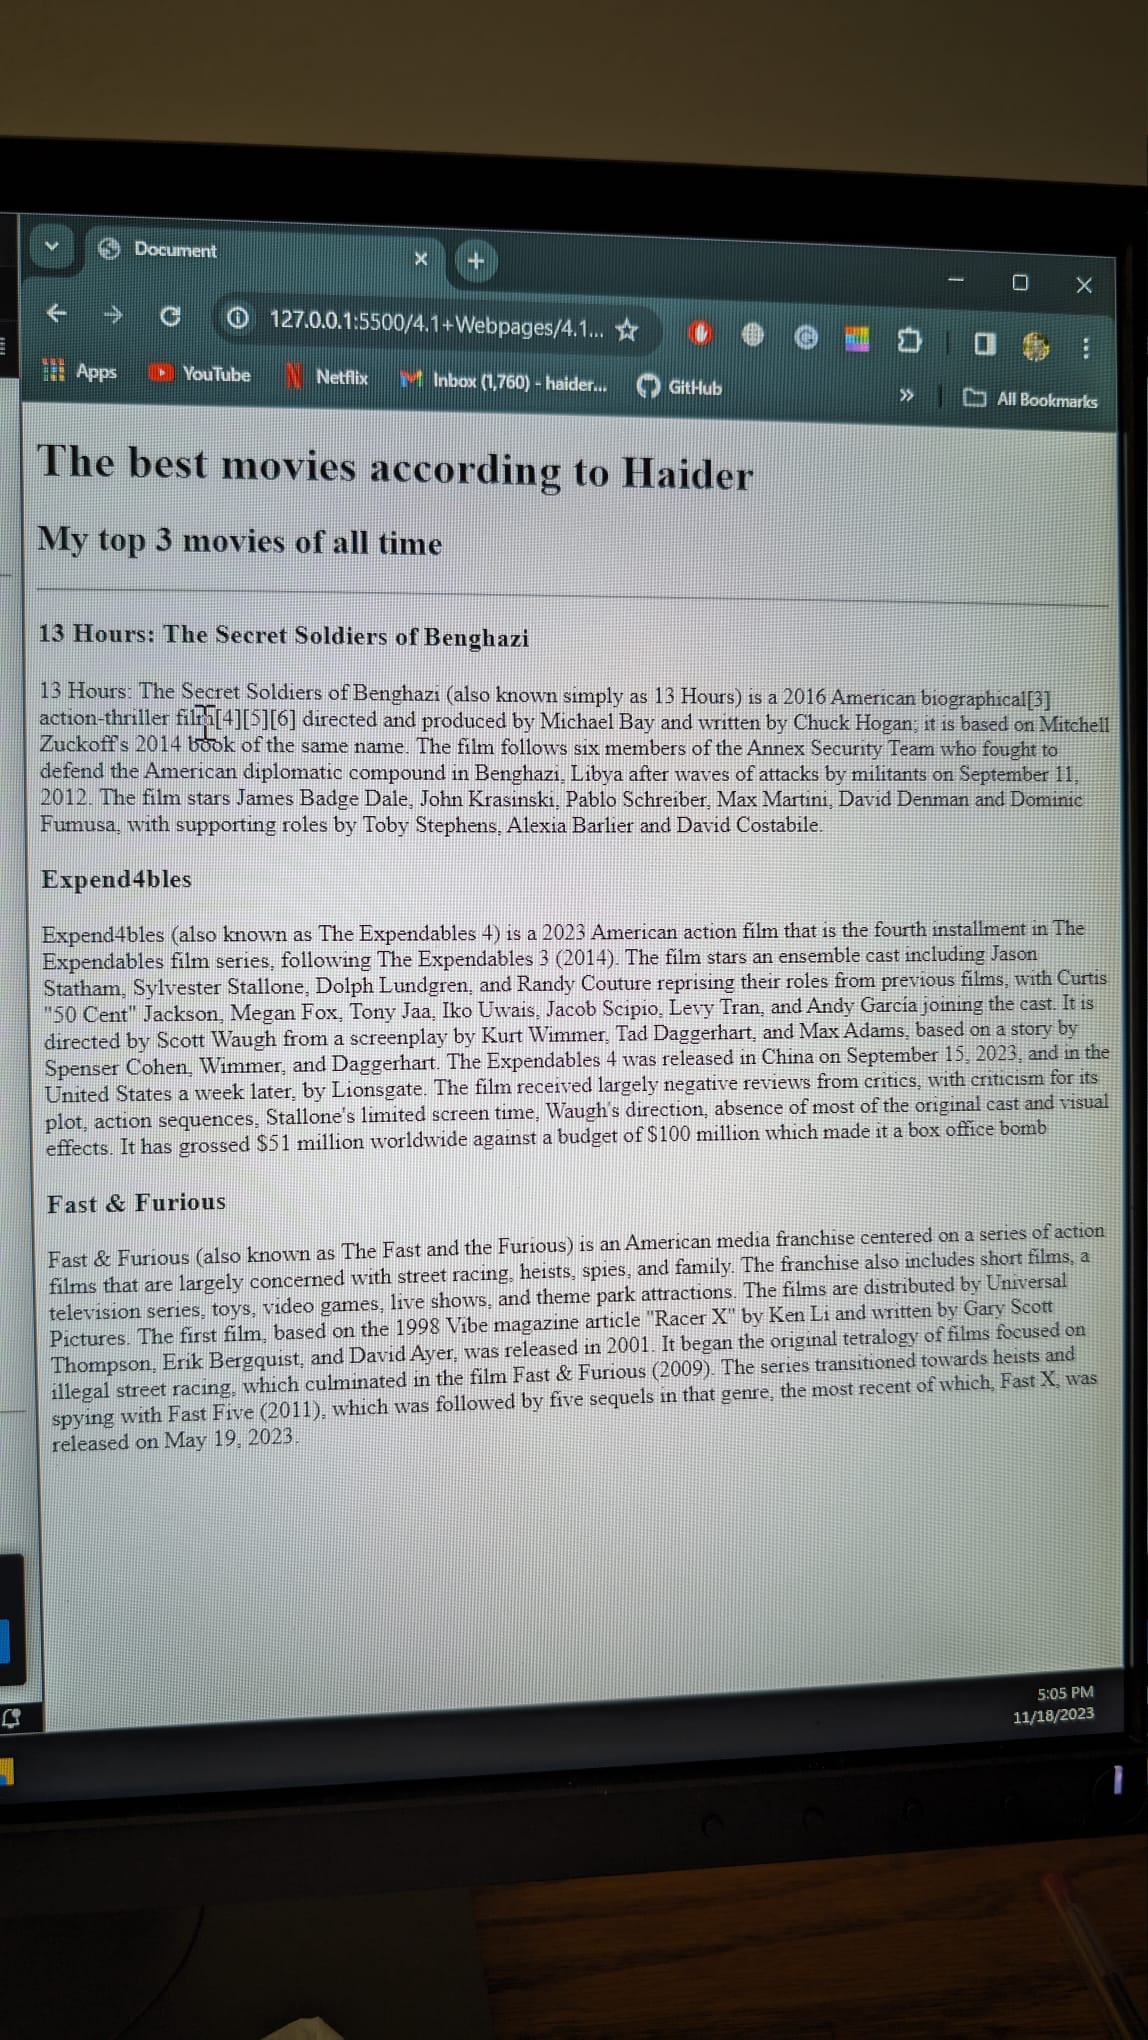 Document
127.0.0.1:5500/4.1+Webpages/4.1...
Apps YouTube Netflix Inbox (1,760) - haider... GitHub » All Bookmarks
The best movies according to Haider
My top 3 movies of all time
13 Hours: The Secret Soldiers of Benghazi
13 Hours: The Secret Soldiers of Benghazi (also known simply as 13 Hours) is a 2016 American biographical[3]
action-thriller film[4][5][6] directed and produced by Michael Bay and written by Chuck Hogan; it is based on Mitchell
Zuckoff's 2014 book of the same name. The film follows six members of the Annex Security Team who fought to
defend the American diplomatic compound in Benghazi, Libya after waves of attacks by militants on September 11,
2012. The film stars James Badge Dale, John Krasinski, Pablo Schreiber, Max Martini, David Denman and Dominic
Fumusa, with supporting roles by Toby Stephens, Alexia Barlier and David Costabile.
Expend4bles
Expend4bles (also known as The Expendables 4) is a 2023 American action film that is the fourth installment in The
Expendables film series, following The Expendables 3 (2014). The film stars an ensemble cast including Jason
Statham, Sylvester Stallone, Dolph Lundgren, and Randy Couture reprising their roles from previous films, with Curtis
"50 Cent" Jackson, Megan Fox, Tony Jaa, Iko Uwais, Jacob Scipio, Levy Tran, and Andy García joining the cast. It is
directed by Scott Waugh from a screenplay by Kurt Wimmer, Tad Daggerhart, and Max Adams, based on a story by
Spenser Cohen, Wimmer, and Daggerhart. The Expendables 4 was released in China on September 15, 2023, and in the
United States a week later, by Lionsgate. The film received largely negative reviews from critics, with criticism for its
plot, action sequences, Stallone's limited screen time, Waugh's direction, absence of most of the original cast and visual
effects. It has grossed $51 million worldwide against a budget of $100 million which made it a box office bomb
Fast & Furious
Fast & Furious (also known as The Fast and the Furious) is an American media franchise centered on a series of action
films that are largely concerned with street racing, heists, spies, and family. The franchise also includes short films, a
television series, toys, video games, live shows, and theme park attractions. The films are distributed by Universal
Pictures. The first film, based on the 1998 Vibe magazine article "Racer X" by Ken Li and written by Gary Scott
Thompson, Erik Bergquist, and David Ayer, was released in 2001. It began the original tetralogy of films focused on
illegal street racing, which culminated in the film Fast & Furious (2009). The series transitioned towards heists and
spying with Fast Five (2011), which was followed by five sequels in that genre, the most recent of which, Fast X, was
released on May 19, 2023.
5:05 PM
11/18/2023